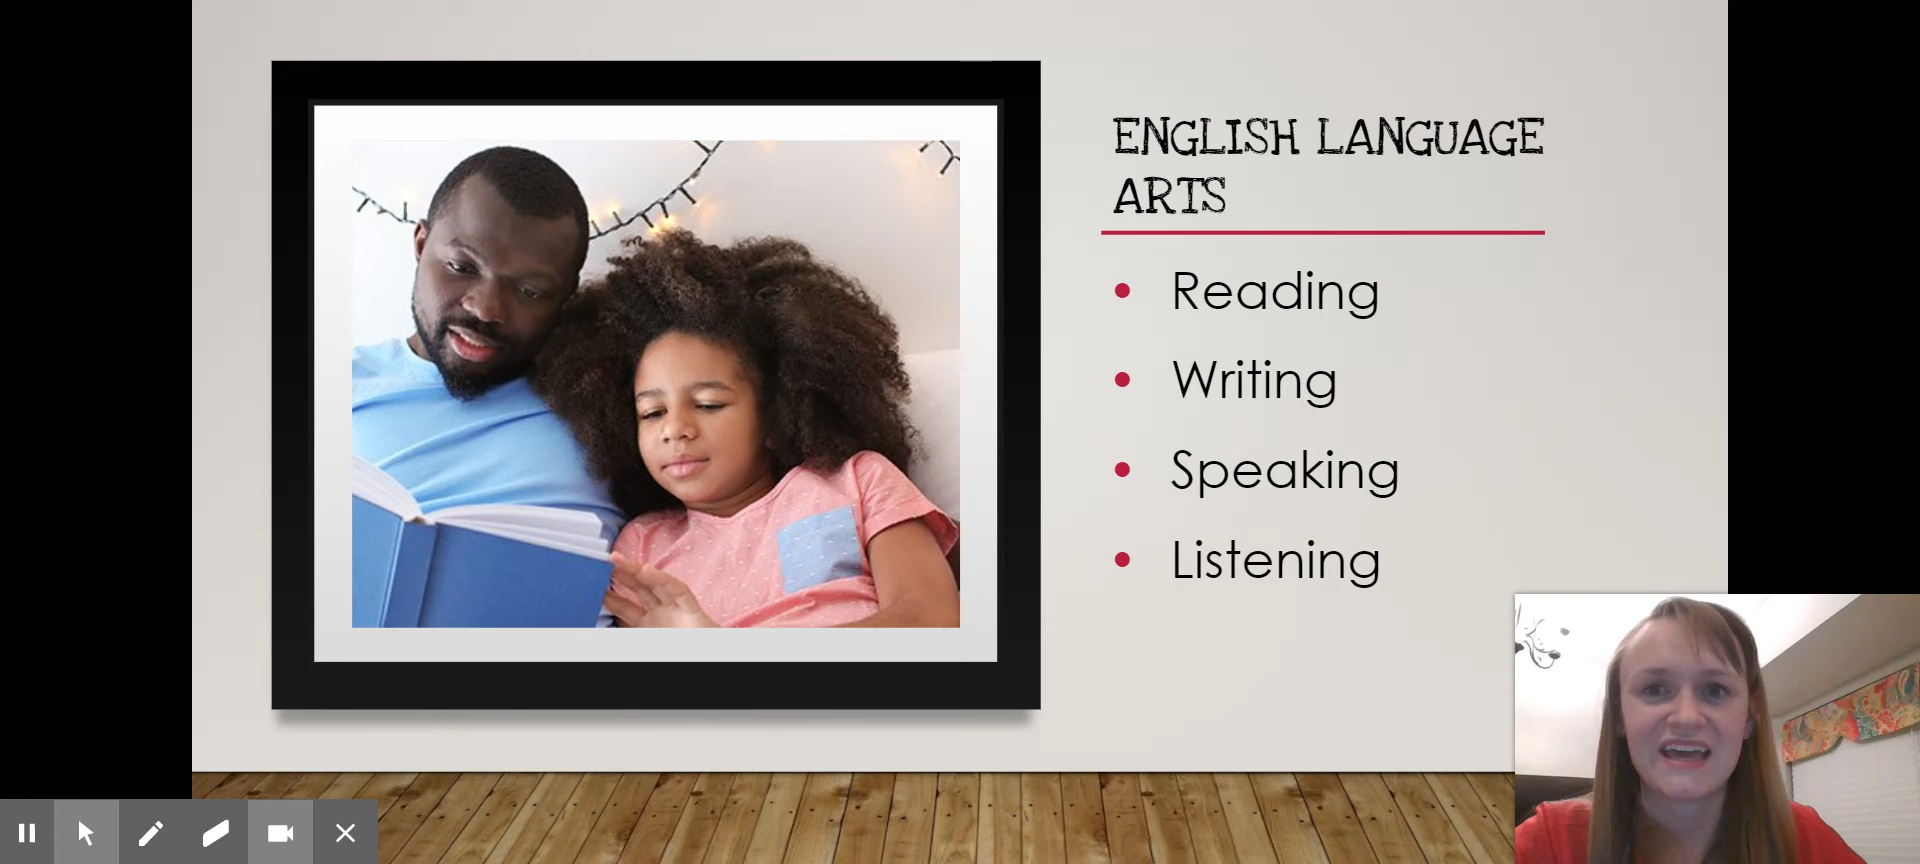 ENGLISH LANGUAGE
ARTS
Reading
Writing
Speaking
Listening